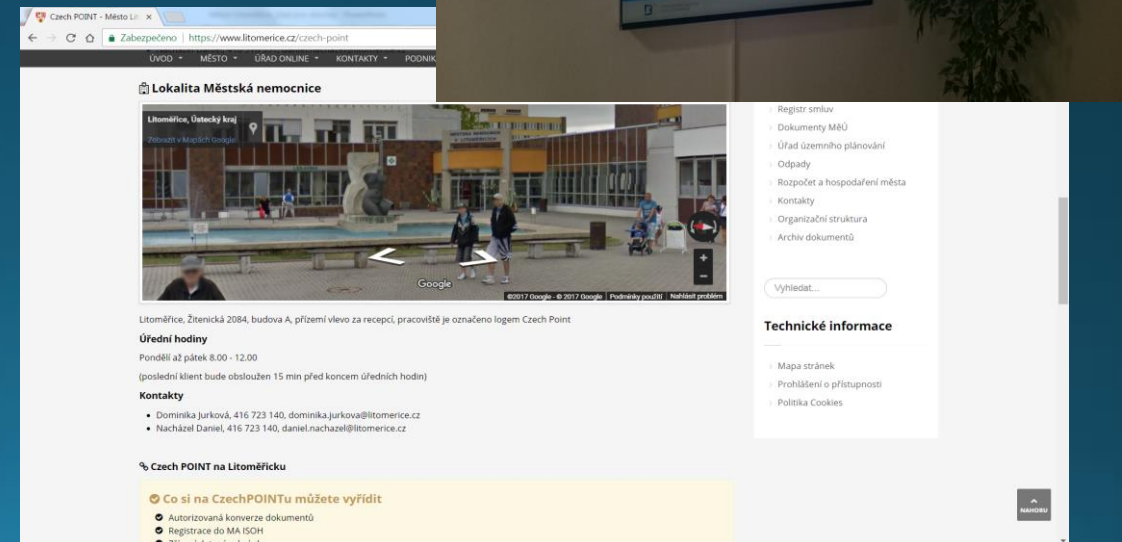 Czech POINT - Město Lit
Zabezpečeno | https://www.litomerice.cz/czech-point
ÚVOD MĚSTO ÚŘAD ONLINE KONTAKTY PODNIK
Lokalita Městská nemocnice
Litoměřice, Ústecký kraj
Zobrazit v Mapách Google
MĚSTSKÁ NEMOCNICE
V LITOMĚŘICÍCH
Google
©2017 Google - © 2017 Google Podmínky použití Nahlásit problém
Litoměřice, Žitenická 2084, budova A, přízemí vlevo za recepcí, pracoviště je označeno logem Czech Point
Úřední hodiny
Pondělí až pátek 8.00 - 12.00
(poslední klient bude obsloužen 15 min před koncem úředních hodin)
Kontakty
Dominika Jurková, 416 723 140, dominika.jurkova@litomerice.cz
Nacházel Daniel, 416 723 140, daniel.nachazel@litomerice.cz
Czech POINT na Litoměřicku
Co si na CzechPOINTu můžete vyřídit
Autorizovaná konverze dokumentů
Registrace do MA ISOH
Registr smluv
Dokumenty MěÚ
Úřad územního plánování
Odpady
Rozpočet a hospodaření města
Kontakty
Organizační struktura
Archiv dokumentů
Vyhledat...
Technické informace
Mapa stránek
Prohlášení o přístupnosti
Politika Cookies
NAHORU